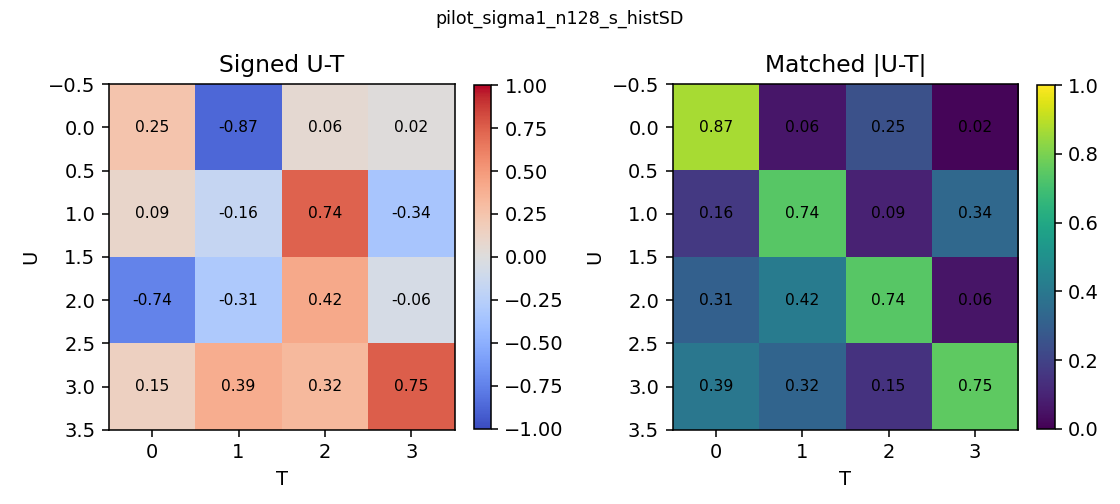 pilot_sigma1_n128_s_histSD
Signed U-T
−0.5
0.0
0.5
1.0
1.5
2.0
2.5
3.0
3.5
U
0.25 -0.87 0.06 0.02
0.09 -0.16 0.74 -0.34
-0.74 -0.31 0.42 -0.06
0.15 0.39 0.32 0.75
0 1 2 3
T
1.00
0.75
0.50
0.25
0.00
−0.25
−0.50
−0.75
−1.00
Matched |U-T|
−0.5
0.0
0.5
1.0
1.5
2.0
2.5
3.0
3.5
U
0.87 0.06 0.25 0.02
0.16 0.74 0.09 0.34
0.31 0.42 0.74 0.06
0.39 0.32 0.15 0.75
0 1 2 3
T
1.0
0.8
0.6
0.4
0.2
0.0